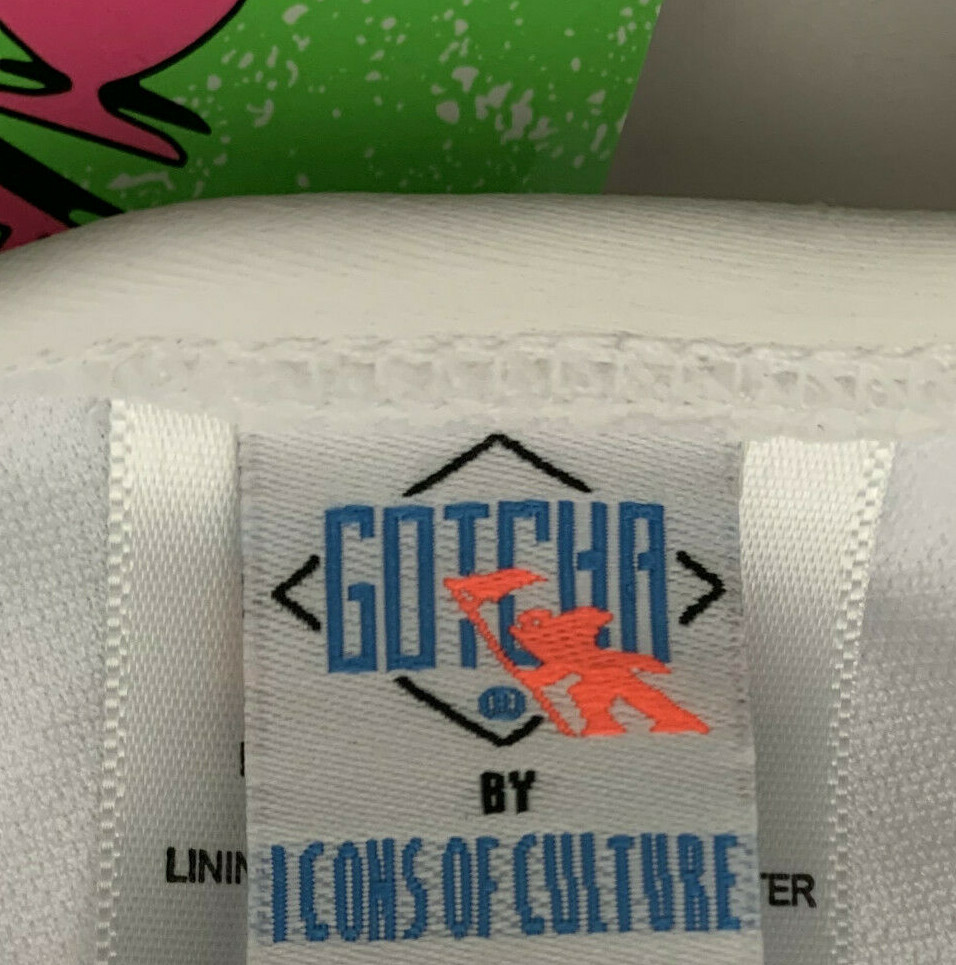 GOTCHA
BY
ICONS OF CULTURE
LININ
TER